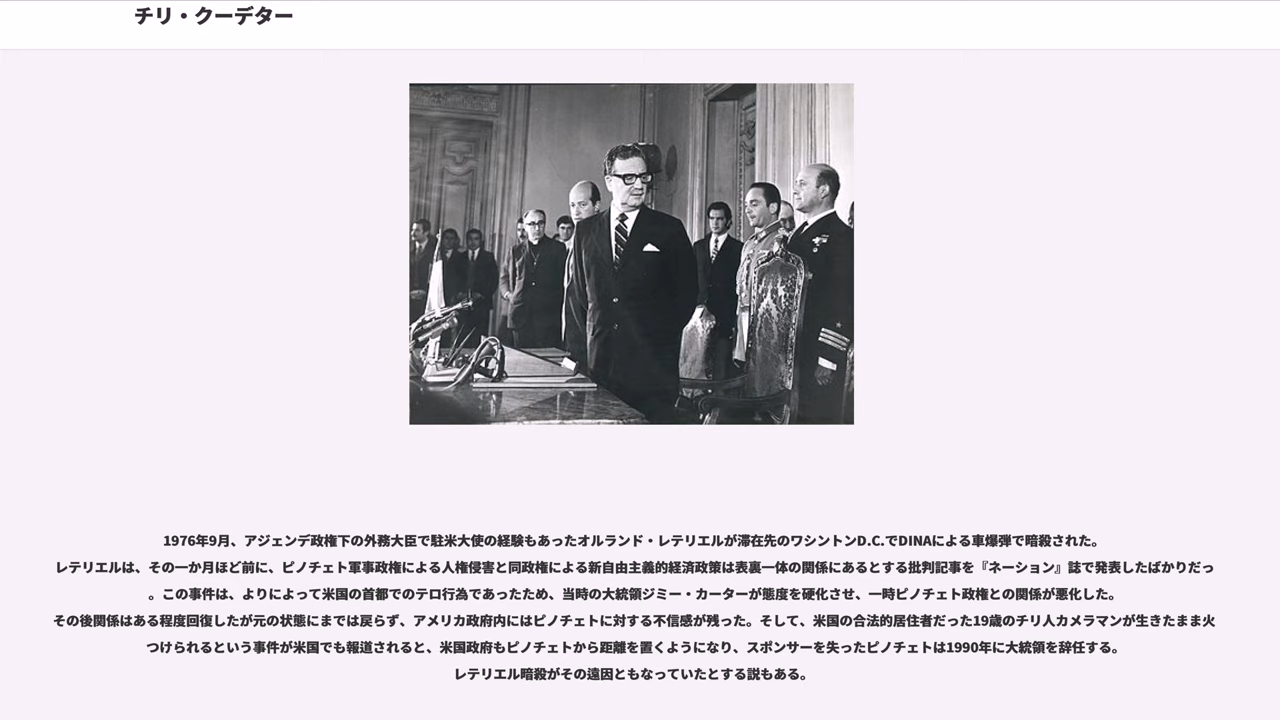 チリ・クーデター
1976年9月、アジェンデ政権下の外務大臣で駐米大使の経験もあったオルランド・レテリエルが滞在先のワシントンD.C.でDINAによる車爆弾で暗殺された。
レテリエルは、その一か月ほど前に、ピノチェト軍事政権による人権侵害と同政権による新自由主義的経済政策は表裏一体の関係にあるとする批判記事を『ネーション』誌で発表したばかりだっ
。この事件は、よりによって米国の首都でのテロ行為であったため、当時の大統領ジミー・カーターが態度を硬化させ、一時ピノチェト政権との関係が悪化した。
その後関係はある程度回復したが元の状態にまでは戻らず、アメリカ政府内にはピノチェトに対する不信感が残った。そして、米国の合法的居住者だった19歳のチリ人カメラマンが生きたまま火
つけられるという事件が米国でも報道されると、米国政府もピノチェトから距離を置くようになり、スポンサーを失ったピノチェトは1990年に大統領を辞任する。
レテリエル暗殺がその遠因ともなっていたとする説もある。